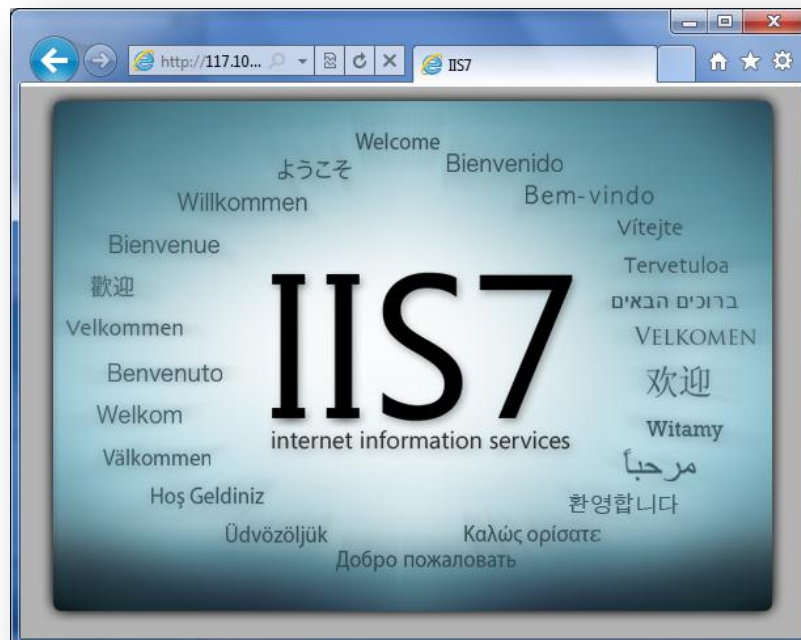 http://117.10...
IIS7
Welcome
ようこそ
Bienvenido
Willkommen
Bem-vindo
Vítejte
Bienvenue
Tervetuloa
歡迎
ברוכים הבאים
Velkommen
VELKOMEN
Benvenuto
欢迎
Welkom
Witamy
Välkommen
مرحباً
Hoş Geldiniz
환영합니다
Üdvözöljük
Καλώς ορίσατε
Добро пожаловать
IIS7
internet information services